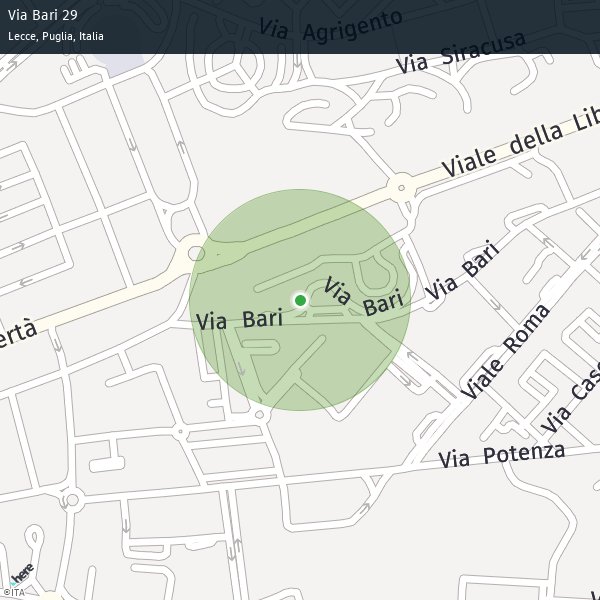 Via Bari 29
Lecce, Puglia, Italia
Via Agrigento
Via Siracusa
Viale della Lib
Via Bari
Via Bari
Via Bari
ertà
Viale Roma
Via Cas
Via Potenza
here
©ITA